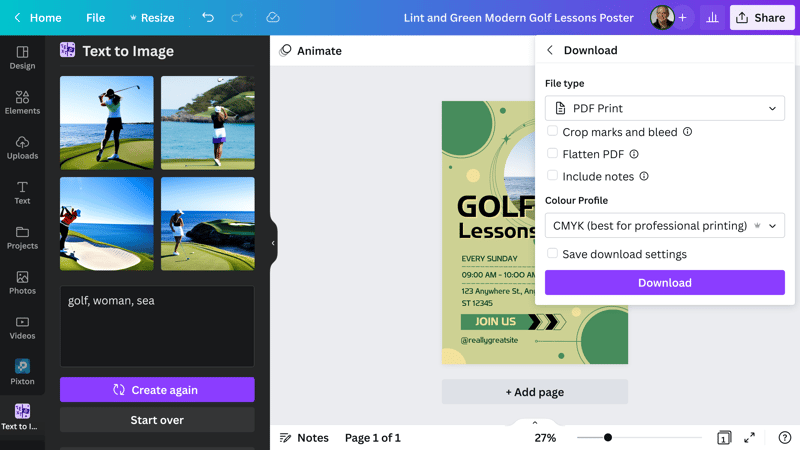 Home
File
Resize
Lint and Green Modern Golf Lessons Poster
Share
Design
Elements
Uploads
Text
Projects
Photos
Videos
Pixton
Text to I...
Text to Image
golf, woman, sea
Create again
Start over
Animate
GOLF
Lessons
EVERY SUNDAY
09:00 AM - 10:00 AM
123 Anywhere St., An
ST 12345
JOIN US
@reallygreatsite
+ Add page
Download
File type
PDF Print
Crop marks and bleed
Flatten PDF
Include notes
Colour Profile
CMYK (best for professional printing)
Save download settings
Download
Notes
Page 1 of 1
27%
1